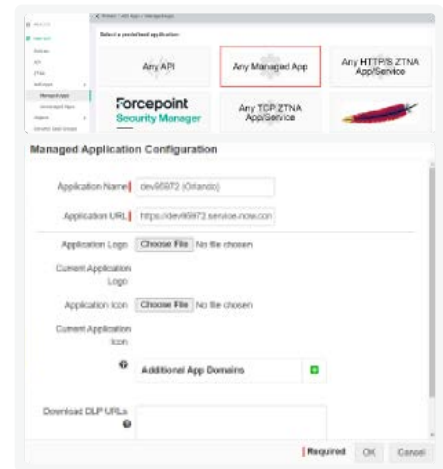 Select a predefined application
Any API
Any Managed App
Any HTTP/S ZTNA
App/Service
Forcepoint
Security Manager
Any TCP ZTNA
App/Service
Managed Application Configuration
Application Name
dev95972 (Orlando)
Application URL
https://dev95972.service-now.com
Application Logo
Choose File No file chosen
Current Application
Logo
Application Icon
Choose File No file chosen
Current Application
Icon
Additional App Domains
Download DLP URLs
Required
OK
Cancel